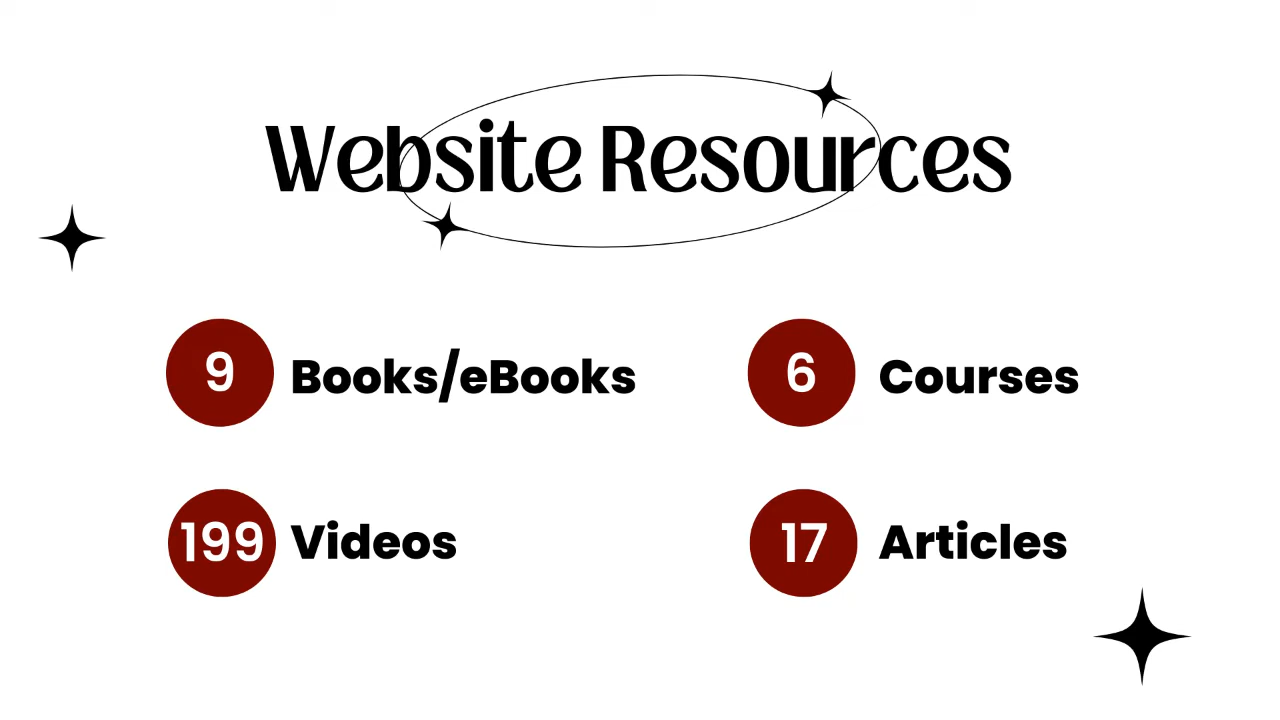 Website Resources
9 Books/eBooks
6 Courses
199 Videos
17 Articles